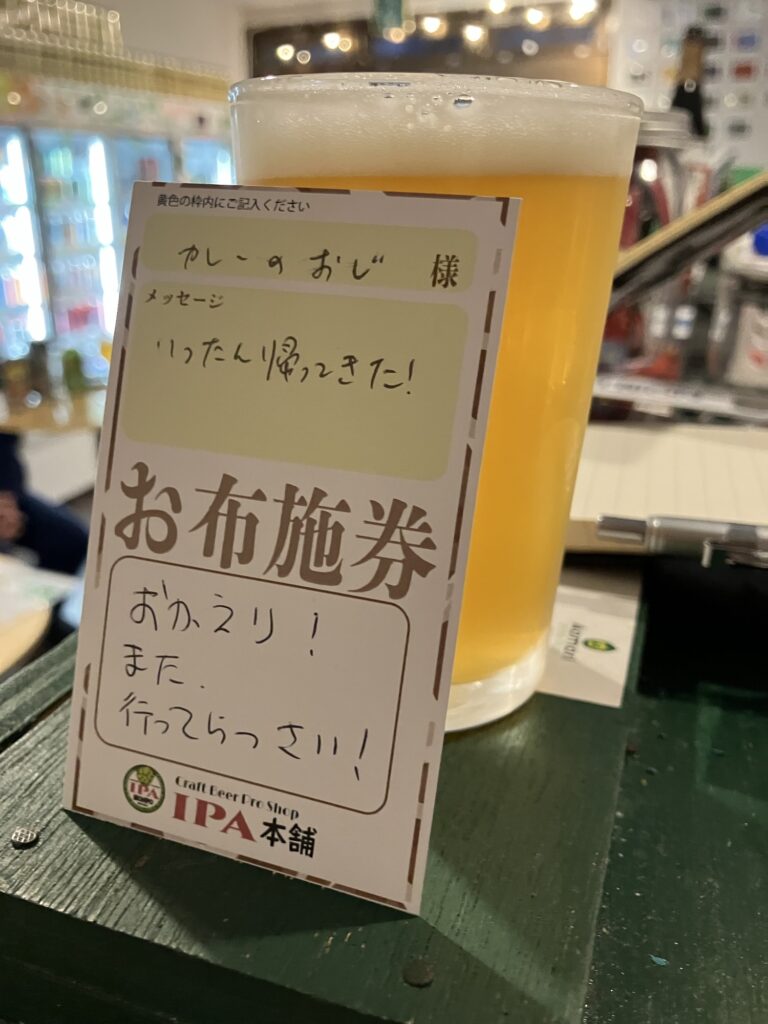 黄色の枠内にご記入ください
カレーのおじ 様
メッセージ
いったん帰ってきた!
お布施券
おかえり!
また.
行ってらっさい!
IPA
Craft Beer Pro Shop
IPA本舗